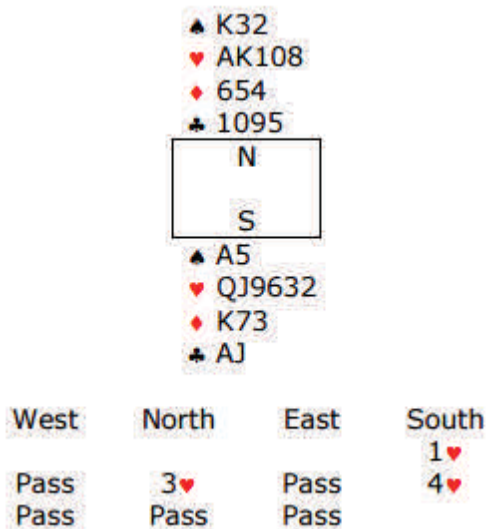 ♠ K32
♥ AK108
♦ 654
♣ 1095
N
S
♠ A5
♥ QJ9632
♦ K73
♣ AJ
West North East South
1♥
Pass 3♥ Pass 4♥
Pass Pass Pass